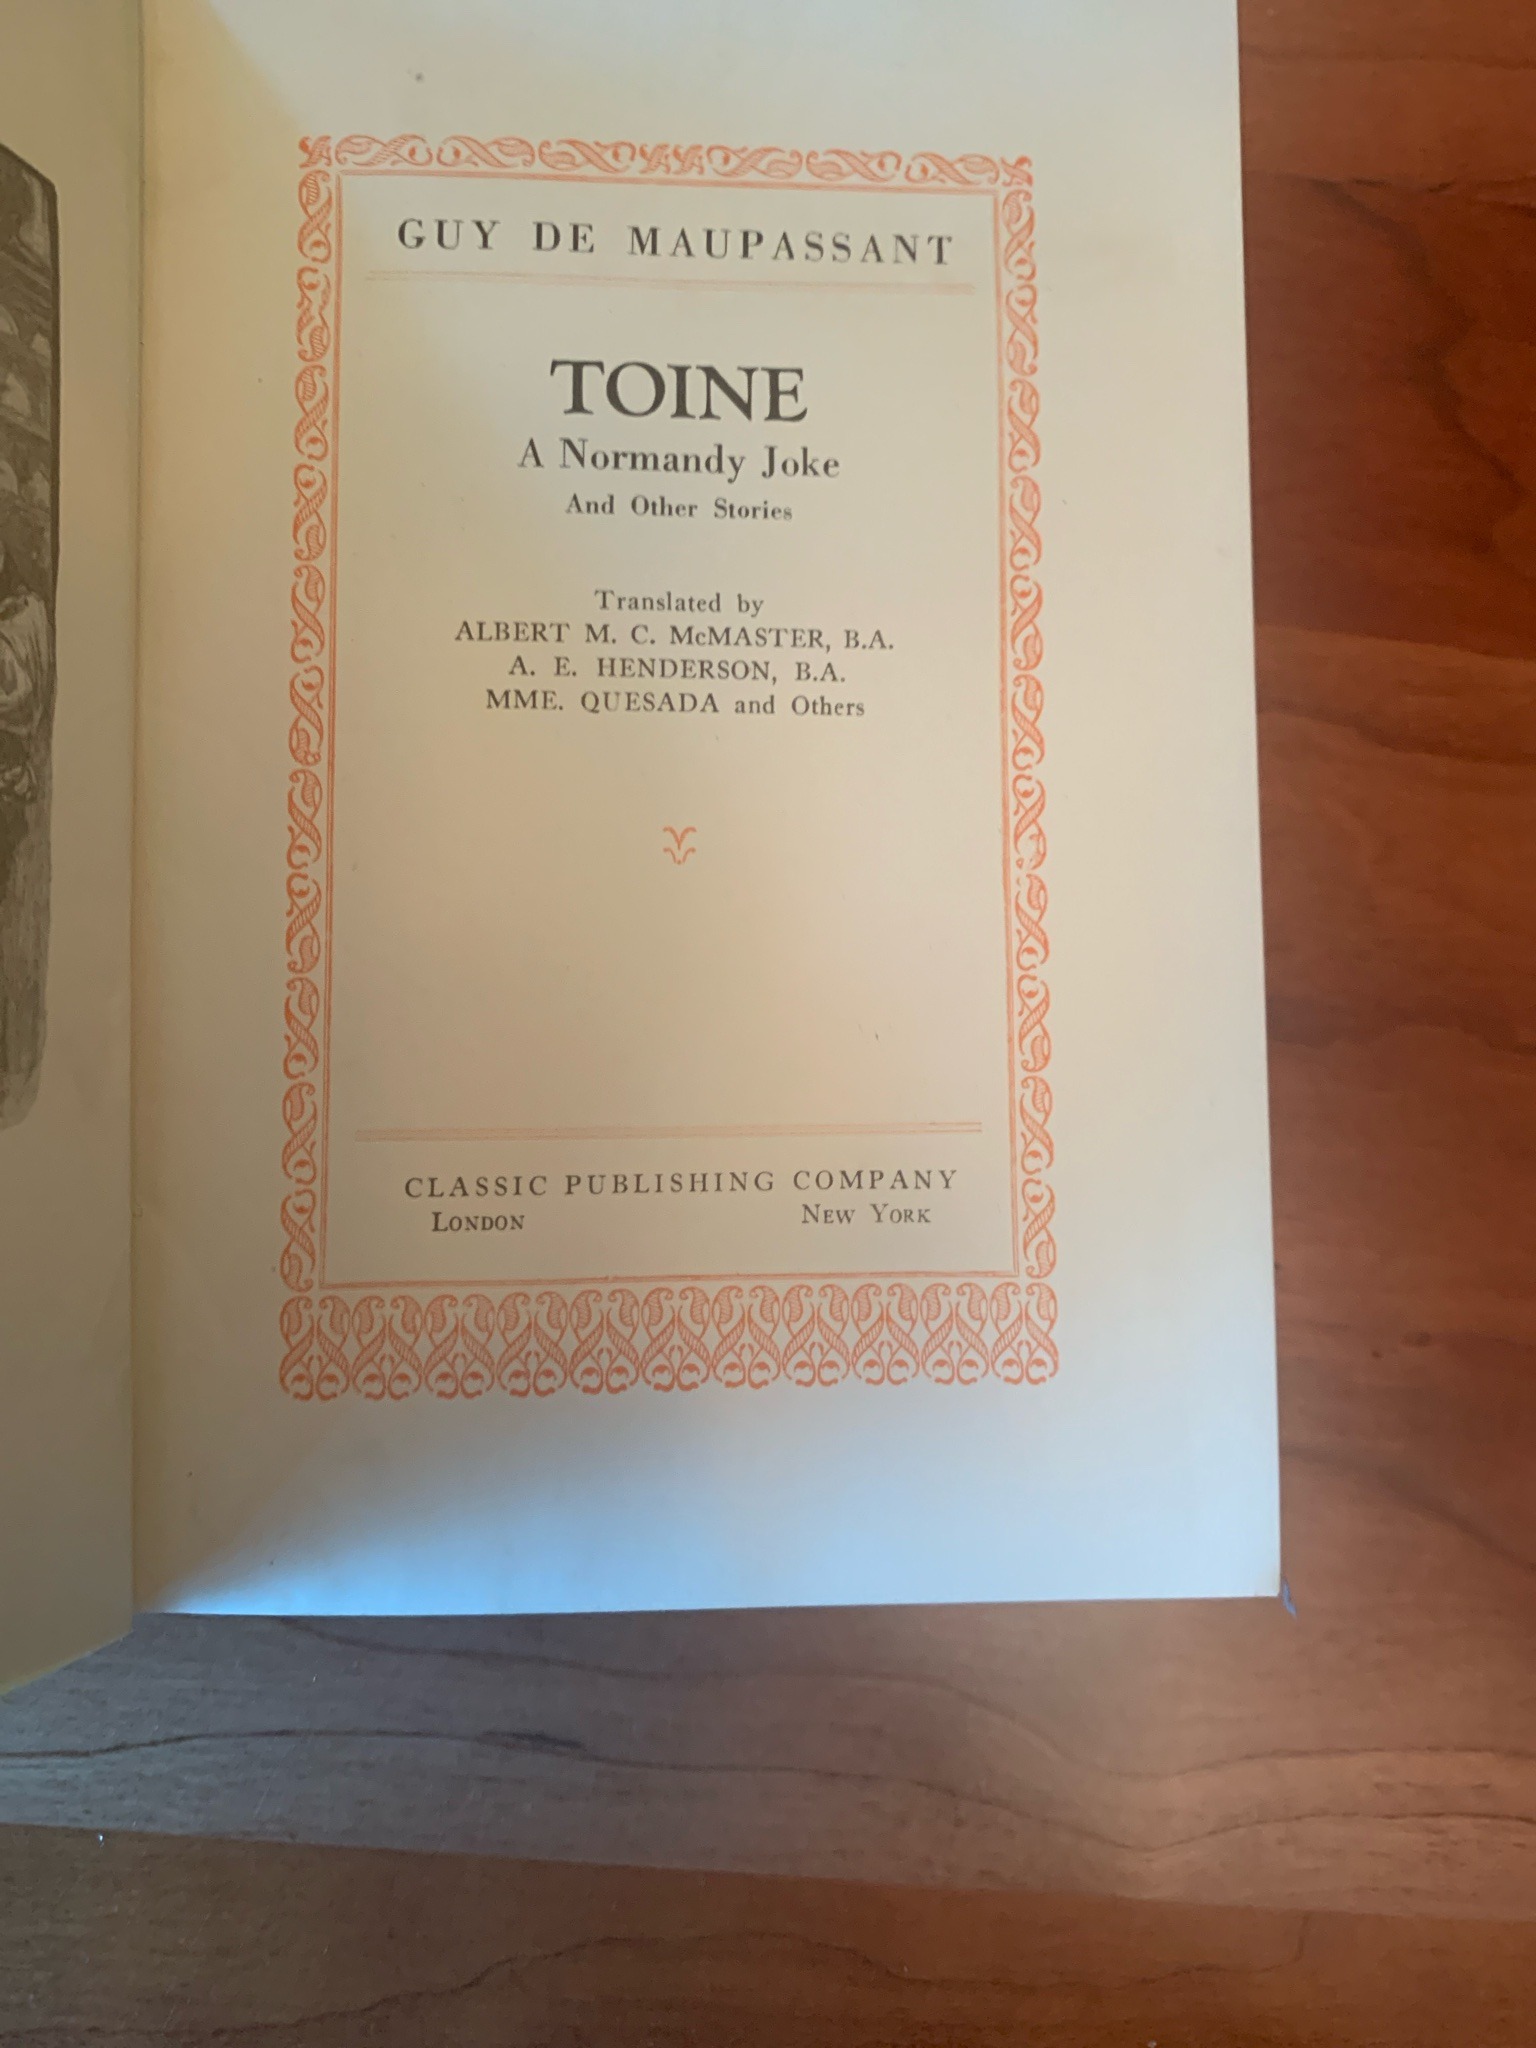 GUY DE MAUPASSANT
TOINE
A Normandy Joke
And Other Stories
Translated by
ALBERT M. C. McMASTER, B.A.
A. E. HENDERSON, B.A.
MME. QUESADA and Others
CLASSIC PUBLISHING COMPANY
LONDON NEW YORK